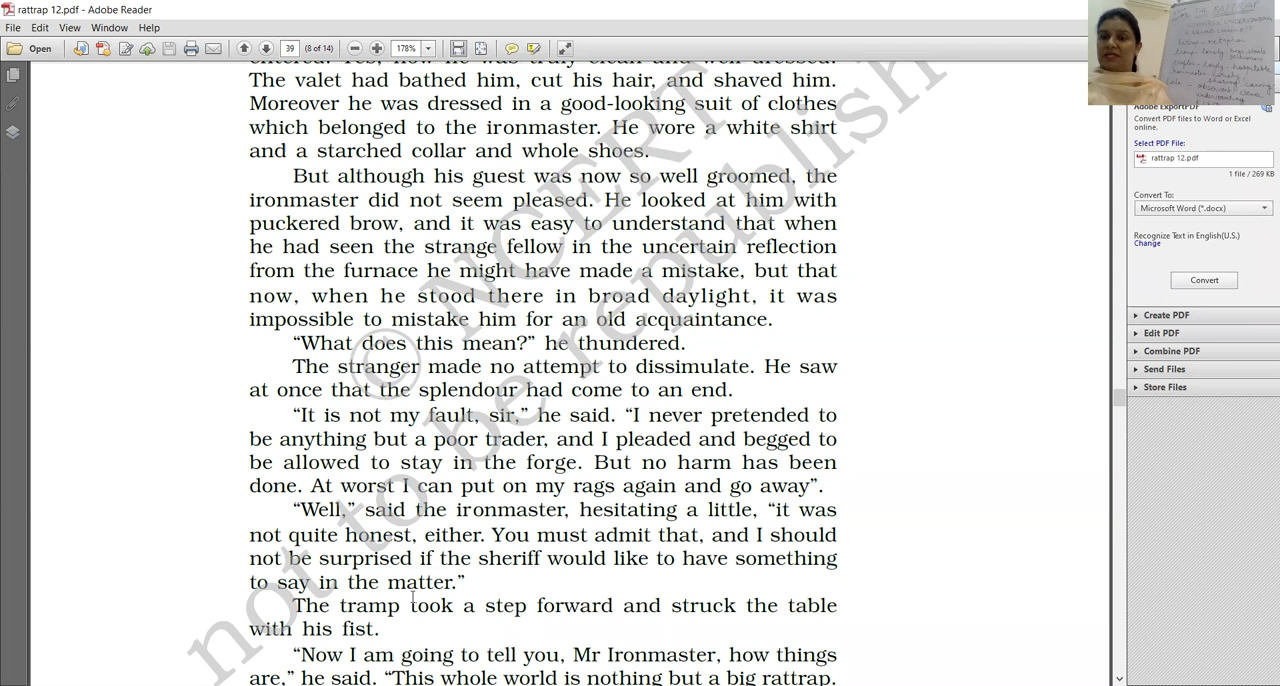 rattrap 12.pdf - Adobe Reader
File Edit View Window Help
Open 39 (8 of 14) 178%
The valet had bathed him, cut his hair, and shaved him.
Moreover he was dressed in a good-looking suit of clothes
which belonged to the ironmaster. He wore a white shirt
and a starched collar and whole shoes.
But although his guest was now so well groomed, the
ironmaster did not seem pleased. He looked at him with
puckered brow, and it was easy to understand that when
he had seen the strange fellow in the uncertain reflection
from the furnace he might have made a mistake, but that
now, when he stood there in broad daylight, it was
impossible to mistake him for an old acquaintance.
“What does this mean?” he thundered.
The stranger made no attempt to dissimulate. He saw
at once that the splendour had come to an end.
“It is not my fault, sir,” he said. “I never pretended to
be anything but a poor trader, and I pleaded and begged to
be allowed to stay in the forge. But no harm has been
done. At worst I can put on my rags again and go away”.
“Well,” said the ironmaster, hesitating a little, “it was
not quite honest, either. You must admit that, and I should
not be surprised if the sheriff would like to have something
to say in the matter.”
The tramp took a step forward and struck the table
with his fist.
“Now I am going to tell you, Mr Ironmaster, how things
are,” he said. “This whole world is nothing but a big rattrap.
© NCERT
not to be republish
THE RATTRAP
Adobe ExportPDF
Convert PDF files to Word or Excel
online.
Select PDF File:
rattrap 12.pdf
1 file / 269 KB
Convert To:
Microsoft Word (*.docx)
Recognize Text in English(U.S.)
Change
Convert
Create PDF
Edit PDF
Combine PDF
Send Files
Store Files